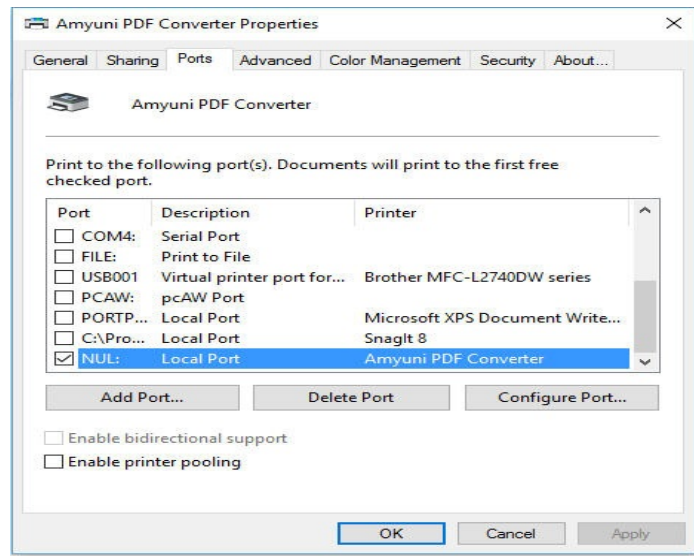 Amyuni PDF Converter Properties
General Sharing Ports Advanced Color Management Security About...
Amyuni PDF Converter
Print to the following port(s). Documents will print to the first free
checked port.
Port Description Printer
COM4: Serial Port
FILE: Print to File
USB001 Virtual printer port for... Brother MFC-L2740DW series
PCAW: pcAW Port
PORTP... Local Port Microsoft XPS Document Write...
C:\Pro... Local Port SnagIt 8
NUL: Local Port Amyuni PDF Converter
Add Port... Delete Port Configure Port...
Enable bidirectional support
Enable printer pooling
OK Cancel Apply